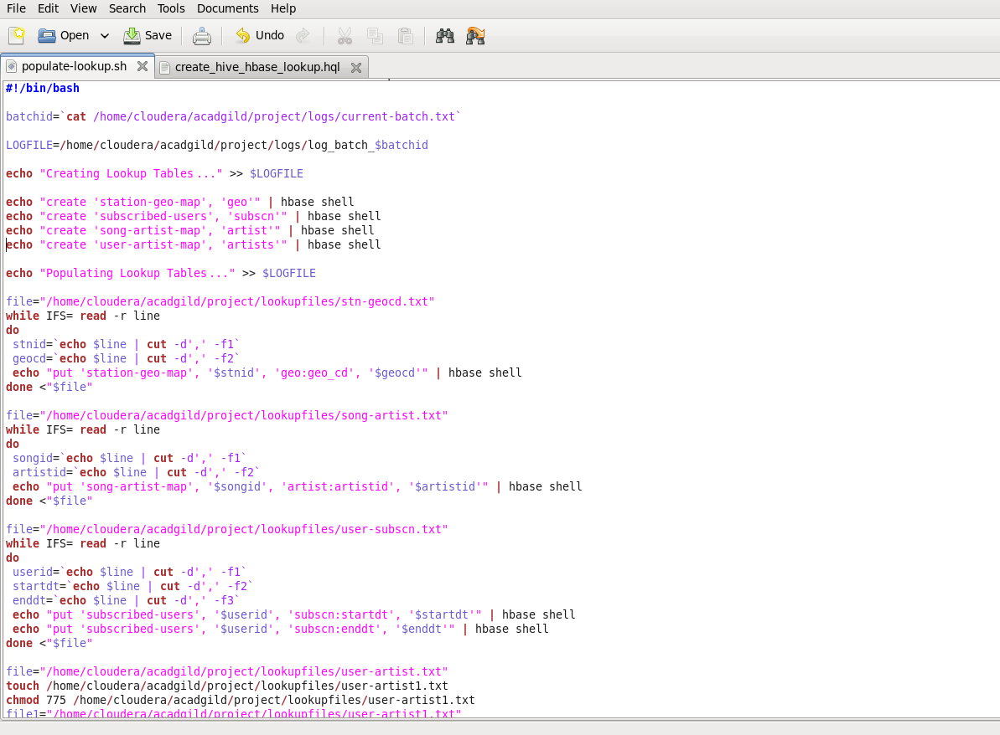 File Edit View Search Tools Documents Help
Open Save Undo
populate-lookup.sh create_hive_hbase_lookup.hql
#!/bin/bash
batchid=`cat /home/cloudera/acadgild/project/logs/current-batch.txt`
LOGFILE=/home/cloudera/acadgild/project/logs/log_batch_$batchid
echo "Creating Lookup Tables..." >> $LOGFILE
echo "create 'station-geo-map', 'geo'" | hbase shell
echo "create 'subscribed-users', 'subscn'" | hbase shell
echo "create 'song-artist-map', 'artist'" | hbase shell
echo "create 'user-artist-map', 'artists'" | hbase shell
echo "Populating Lookup Tables..." >> $LOGFILE
file="/home/cloudera/acadgild/project/lookupfiles/stn-geocd.txt"
while IFS= read -r line
do
 stnid=`echo $line | cut -d',' -f1`
 geocd=`echo $line | cut -d',' -f2`
 echo "put 'station-geo-map', '$stnid', 'geo:geo_cd', '$geocd'" | hbase shell
done <"$file"
file="/home/cloudera/acadgild/project/lookupfiles/song-artist.txt"
while IFS= read -r line
do
 songid=`echo $line | cut -d',' -f1`
 artistid=`echo $line | cut -d',' -f2`
 echo "put 'song-artist-map', '$songid', 'artist:artistid', '$artistid'" | hbase shell
done <"$file"
file="/home/cloudera/acadgild/project/lookupfiles/user-subscn.txt"
while IFS= read -r line
do
 userid=`echo $line | cut -d',' -f1`
 startdt=`echo $line | cut -d',' -f2`
 enddt=`echo $line | cut -d',' -f3`
 echo "put 'subscribed-users', '$userid', 'subscn:startdt', '$startdt'" | hbase shell
 echo "put 'subscribed-users', '$userid', 'subscn:enddt', '$enddt'" | hbase shell
done <"$file"
file="/home/cloudera/acadgild/project/lookupfiles/user-artist.txt"
touch /home/cloudera/acadgild/project/lookupfiles/user-artist1.txt
chmod 775 /home/cloudera/acadgild/project/lookupfiles/user-artist1.txt
file1="/home/cloudera/acadgild/project/lookupfiles/user-artist1.txt"